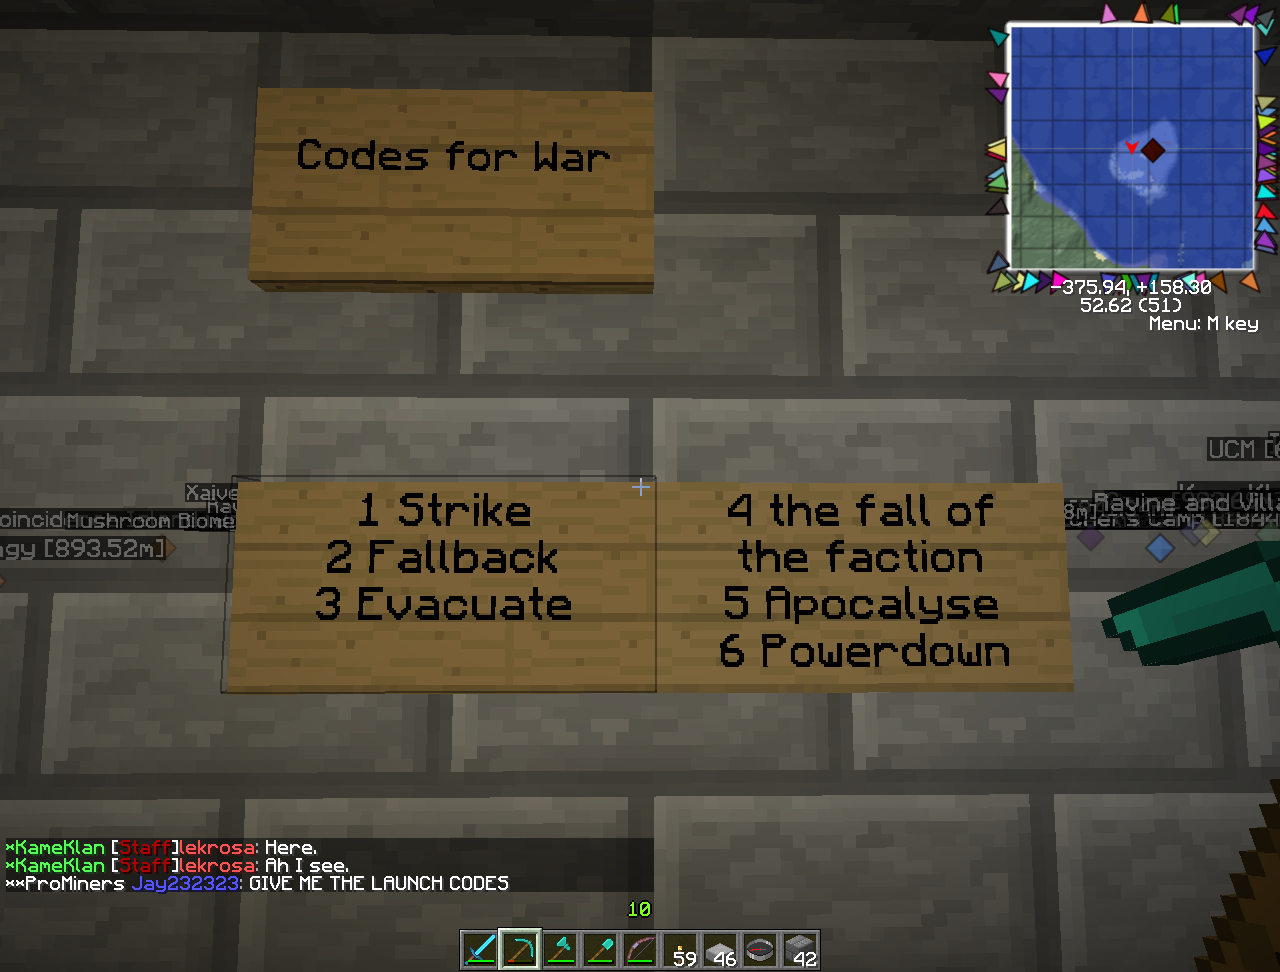 Codes for War
-375.94, +158.30
52.62 (51)
Menu: M key
UCM
Xaive
Mushroom Biome
Ravine and Villa
[893.52m]
1 Strike
2 Fallback
3 Evacuate
4 the fall of
the faction
5 Apocalyse
6 Powerdown
*KameKlan [Staff]lekrosa: Here.
*KameKlan [Staff]lekrosa: Ah I see.
**ProMiners Jay232323: GIVE ME THE LAUNCH CODES
10
59
46
42